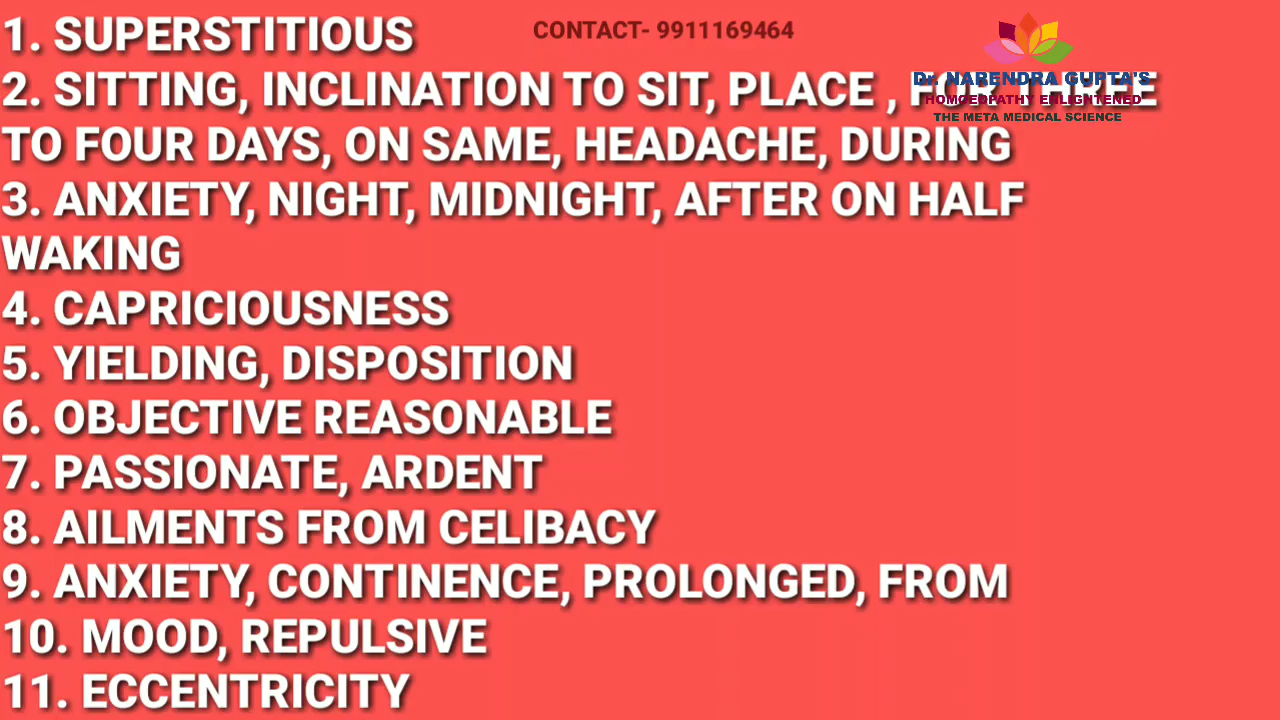 CONTACT- 9911169464
1. SUPERSTITIOUS
Dr. NARENDRA GUPTA'S
HOMOEOPATHY ENLIGHTENED
THE META MEDICAL SCIENCE
2. SITTING, INCLINATION TO SIT, PLACE , FOR THREE
TO FOUR DAYS, ON SAME, HEADACHE, DURING
3. ANXIETY, NIGHT, MIDNIGHT, AFTER ON HALF
WAKING
4. CAPRICIOUSNESS
5. YIELDING, DISPOSITION
6. OBJECTIVE REASONABLE
7. PASSIONATE, ARDENT
8. AILMENTS FROM CELIBACY
9. ANXIETY, CONTINENCE, PROLONGED, FROM
10. MOOD, REPULSIVE
11. ECCENTRICITY